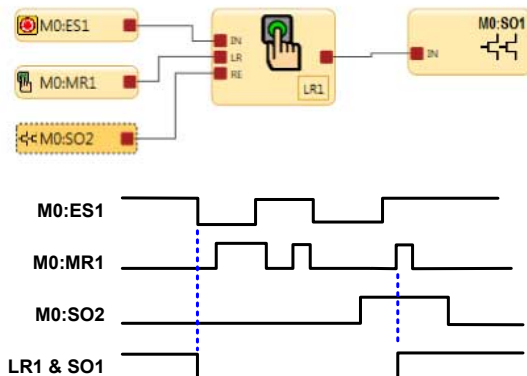 M0:ES1
M0:MR1
M0:SO2
IN
LR
RE
LR1
M0:SO1
IN
M0:ES1
M0:MR1
M0:SO2
LR1 & SO1